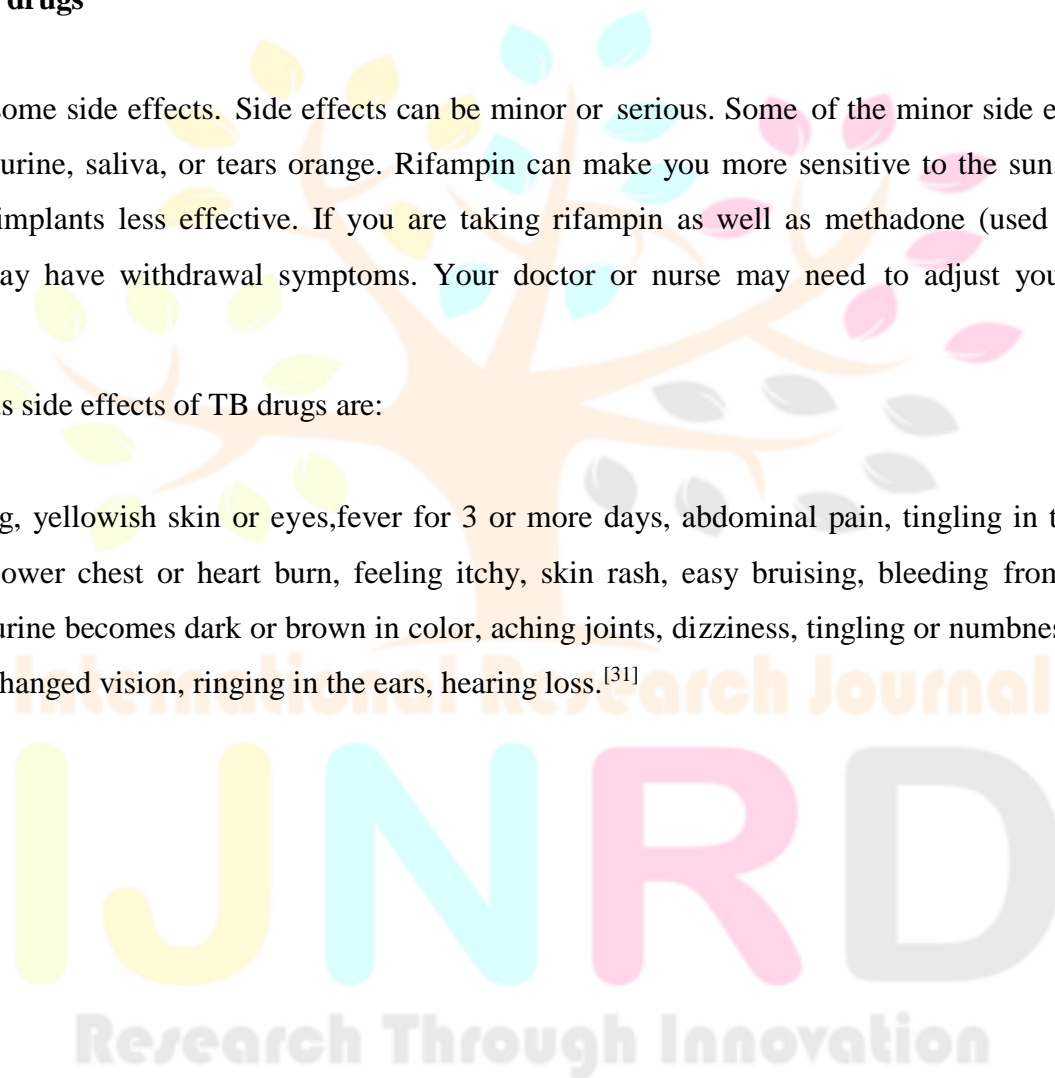 drugs
some side effects. Side effects can be minor or serious. Some of the minor side e
urine, saliva, or tears orange. Rifampin can make you more sensitive to the sun.
implants less effective. If you are taking rifampin as well as methadone (used
ay have withdrawal symptoms. Your doctor or nurse may need to adjust you
s side effects of TB drugs are:
g, yellowish skin or eyes,fever for 3 or more days, abdominal pain, tingling in t
lower chest or heart burn, feeling itchy, skin rash, easy bruising, bleeding from
urine becomes dark or brown in color, aching joints, dizziness, tingling or numbnes
hanged vision, ringing in the ears, hearing loss.[31]
International Research Journal
IJNRD
Research Through Innovation